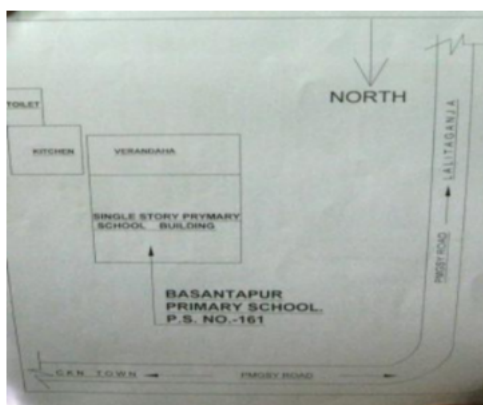 NORTH
TOILET
KITCHEN
VERANDAHA
SINGLE STORY PRYMARY
SCHOOL BUILDING
BASANTAPUR
PRIMARY SCHOOL.
P.S. NO.-161
LALITAGANJA
PMGSY ROAD
TOWN
PMGSY ROAD